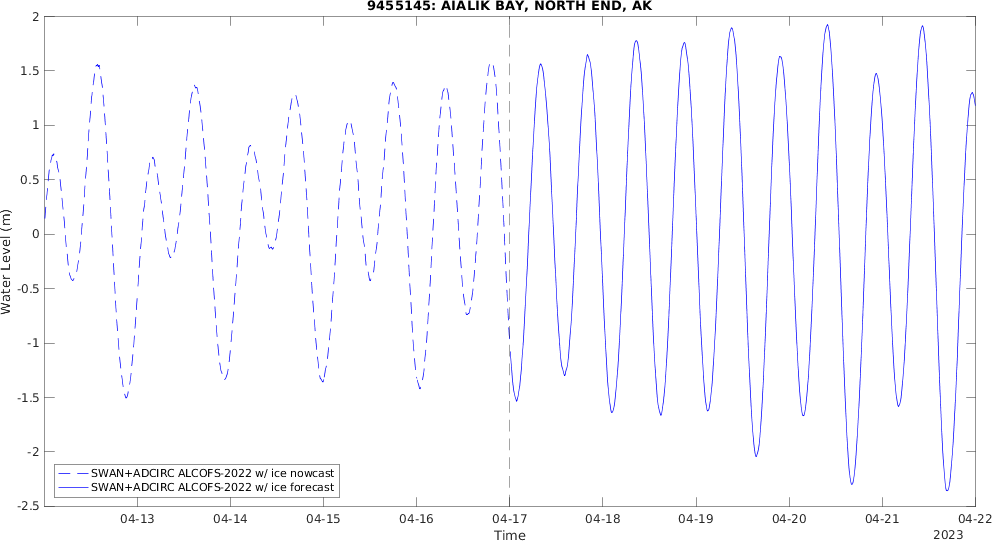 9455145: AIALIK BAY, NORTH END, AK
2
1.5
1
0.5
0
-0.5
-1
-1.5
-2
-2.5
Water Level (m)
SWAN+ADCIRC ALCOFS-2022 w/ ice nowcast
SWAN+ADCIRC ALCOFS-2022 w/ ice forecast
04-13 04-14 04-15 04-16 04-17 04-18 04-19 04-20 04-21 04-22
Time
2023